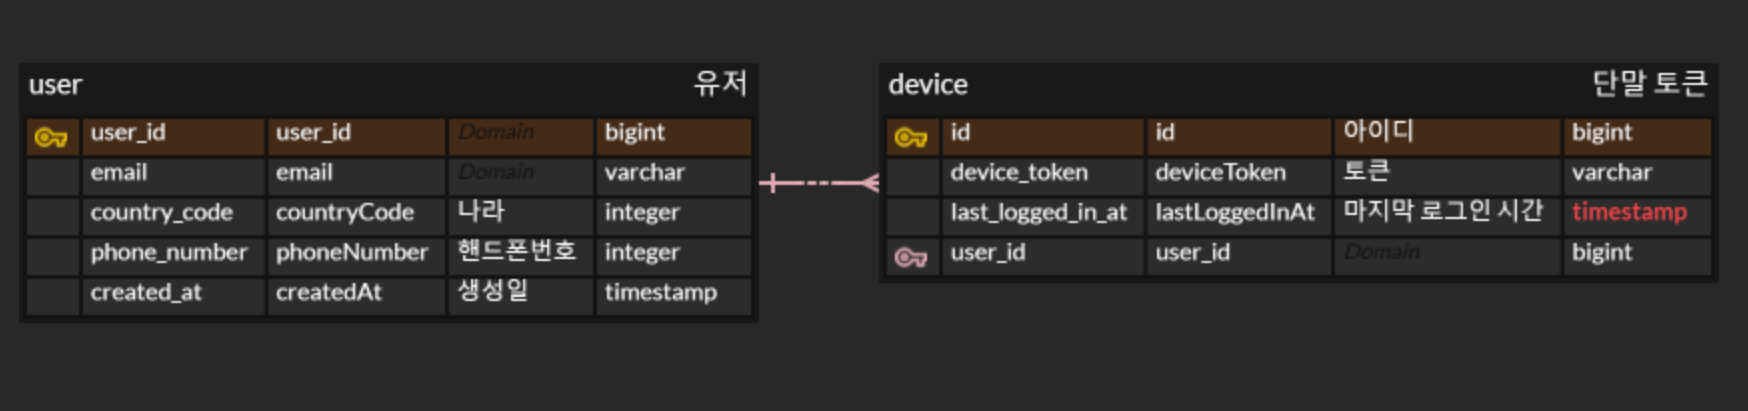 user 유저
user_id user_id Domain bigint
email email Domain varchar
country_code countryCode 나라 integer
phone_number phoneNumber 핸드폰번호 integer
created_at createdAt 생성일 timestamp
device 단말 토큰
id id 아이디 bigint
device_token deviceToken 토큰 varchar
last_logged_in_at lastLoggedInAt 마지막 로그인 시간 timestamp
user_id user_id Domain bigint